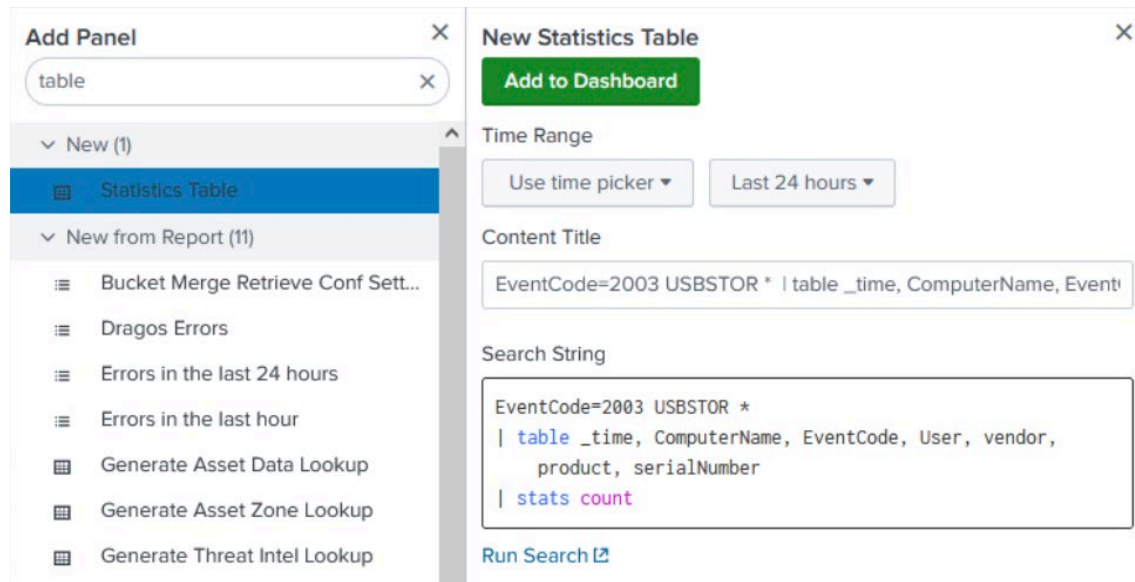 Add Panel
table
New (1)
Statistics Table
New from Report (11)
Bucket Merge Retrieve Conf Sett...
Dragos Errors
Errors in the last 24 hours
Errors in the last hour
Generate Asset Data Lookup
Generate Asset Zone Lookup
Generate Threat Intel Lookup
New Statistics Table
Add to Dashboard
Time Range
Use time picker Last 24 hours
Content Title
EventCode=2003 USBSTOR * | table _time, ComputerName, Event
Search String
EventCode=2003 USBSTOR *
| table _time, ComputerName, EventCode, User, vendor,
product, serialNumber
| stats count
Run Search